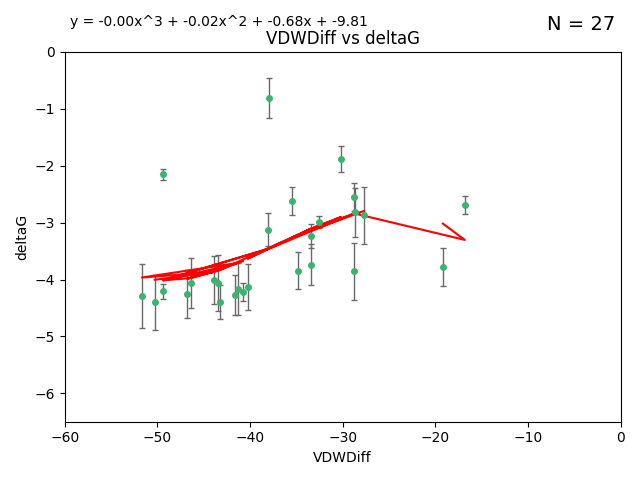 y = -0.00x^3 + -0.02x^2 + -0.68x + -9.81
N = 27
VDWDiff vs deltaG
0
−1
−2
−3
−4
−5
−6
deltaG
−60 −50 −40 −30 −20 −10 0
VDWDiff